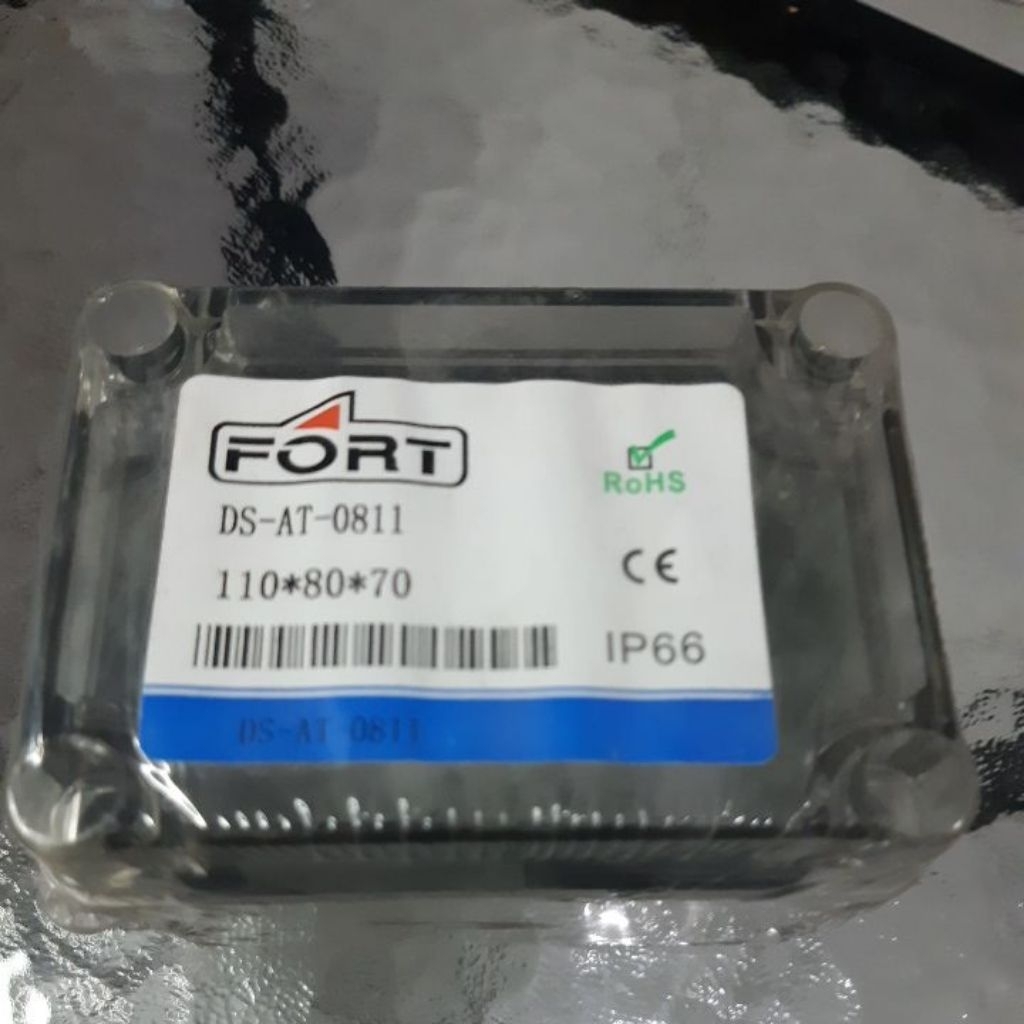 FORT
RoHS
DS-AT-0811
CE
110*80*70
IP66
DS-AT-0811